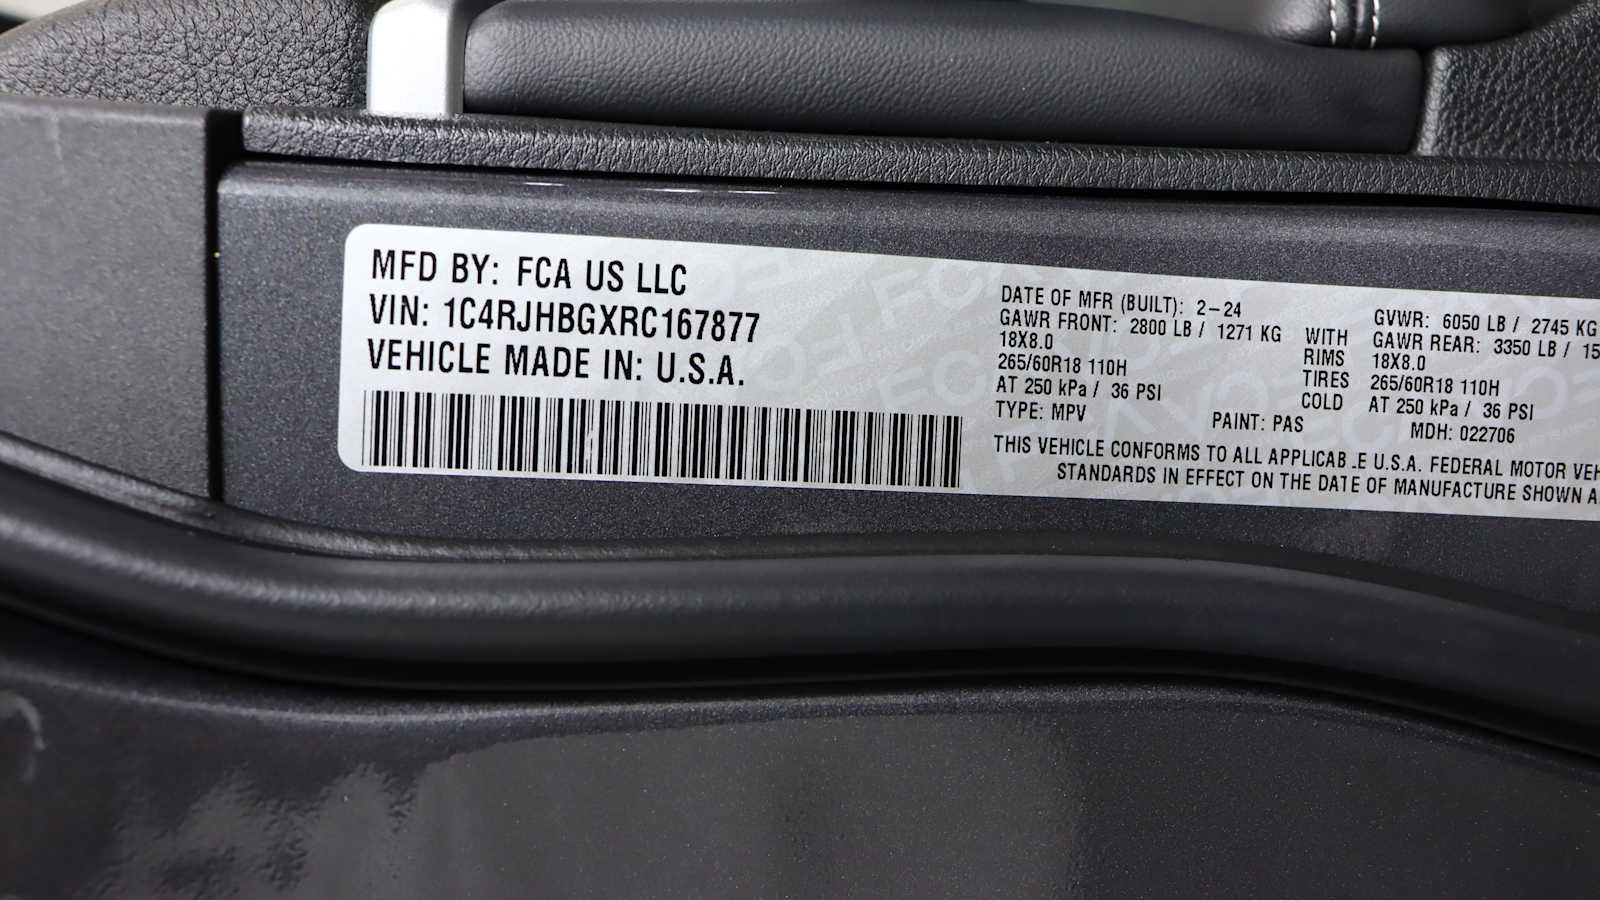 MFD BY: FCA US LLC
VIN: 1C4RJHBGXRC167877
VEHICLE MADE IN: U.S.A.
DATE OF MFR (BUILT): 2-24
GVWR: 6050 LB / 2745 KG
GAWR FRONT: 2800 LB / 1271 KG WITH GAWR REAR: 3350 LB / 15
18X8.0 RIMS 18X8.0
265/60R18 110H TIRES 265/60R18 110H
AT 250 kPa / 36 PSI COLD AT 250 kPa / 36 PSI
TYPE: MPV PAINT: PAS MDH: 022706
THIS VEHICLE CONFORMS TO ALL APPLICAB_E U.S.A. FEDERAL MOTOR VEH
STANDARDS IN EFFECT ON THE DATE OF MANUFACTURE SHOWN A